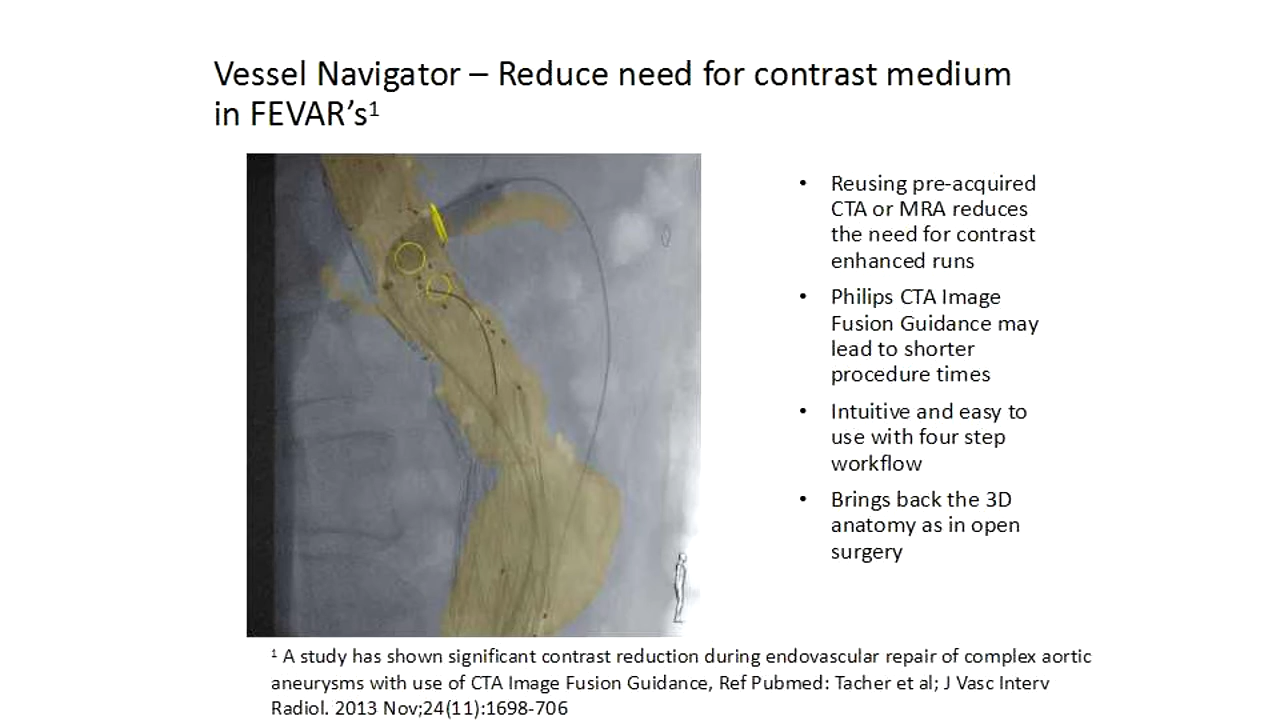 Vessel Navigator – Reduce need for contrast medium
in FEVAR’s¹
• Reusing pre-acquired
CTA or MRA reduces
the need for contrast
enhanced runs
• Philips CTA Image
Fusion Guidance may
lead to shorter
procedure times
• Intuitive and easy to
use with four step
workflow
• Brings back the 3D
anatomy as in open
surgery
¹ A study has shown significant contrast reduction during endovascular repair of complex aortic
aneurysms with use of CTA Image Fusion Guidance, Ref Pubmed: Tacher et al; J Vasc Interv
Radiol. 2013 Nov;24(11):1698-706